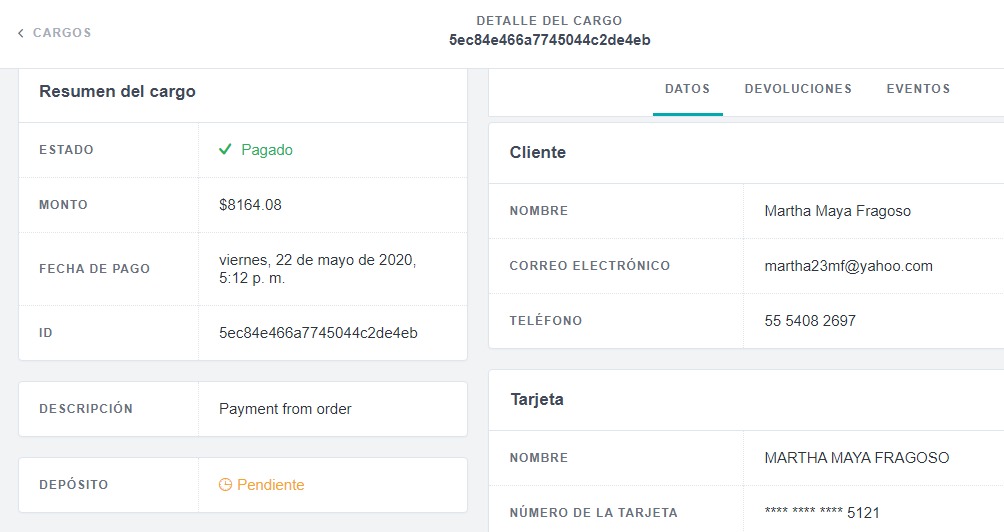 CARGOS
DETALLE DEL CARGO
5ec84e466a7745044c2de4eb
Resumen del cargo
ESTADO
Pagado
MONTO
$8164.08
FECHA DE PAGO
viernes, 22 de mayo de 2020,
5:12 p. m.
ID
5ec84e466a7745044c2de4eb
DESCRIPCIÓN
Payment from order
DEPÓSITO
Pendiente
DATOS
DEVOLUCIONES
EVENTOS
Cliente
NOMBRE
Martha Maya Fragoso
CORREO ELECTRÓNICO
martha23mf@yahoo.com
TELÉFONO
55 5408 2697
Tarjeta
NOMBRE
MARTHA MAYA FRAGOSO
NÚMERO DE LA TARJETA
**** **** **** 5121